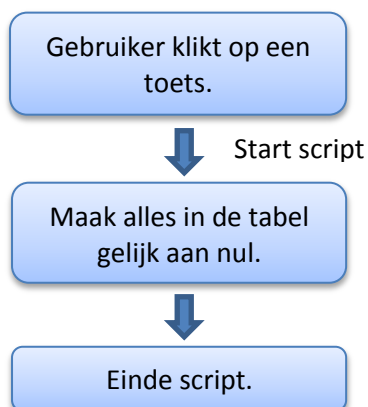 Gebruiker klikt op een
toets.
Start script
Maak alles in de tabel
gelijk aan nul.
Einde script.